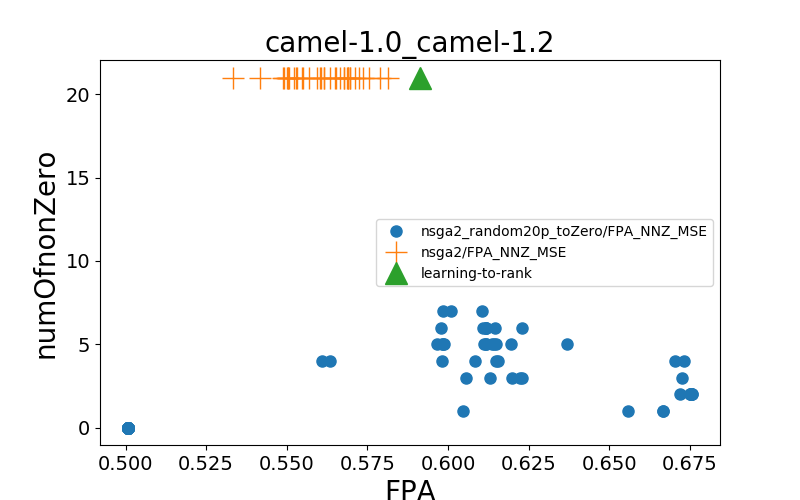 camel-1.0_camel-1.2
numOfnonZero
20
15
10
5
0
nsga2_random20p_toZero/FPA_NNZ_MSE
nsga2/FPA_NNZ_MSE
learning-to-rank
0.500 0.525 0.550 0.575 0.600 0.625 0.650 0.675
FPA